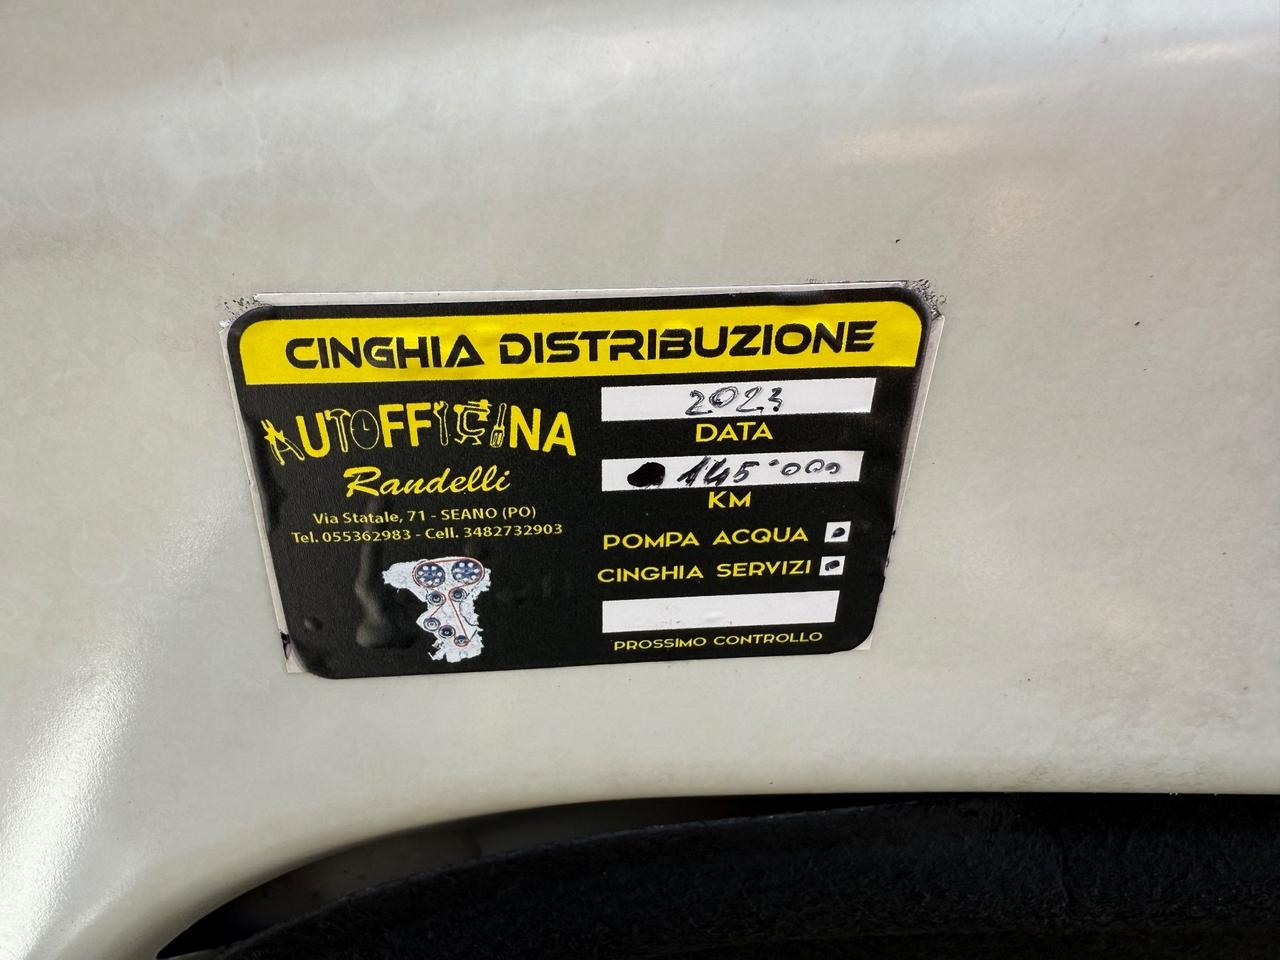 CINGHIA DISTRIBUZIONE
AUTOFFICINA
Randelli
Via Statale, 71 - SEANO (PO)
Tel. 055362983 - Cell. 3482732903
2023
DATA
145.000
KM
POMPA ACQUA
CINGHIA SERVIZI
PROSSIMO CONTROLLO